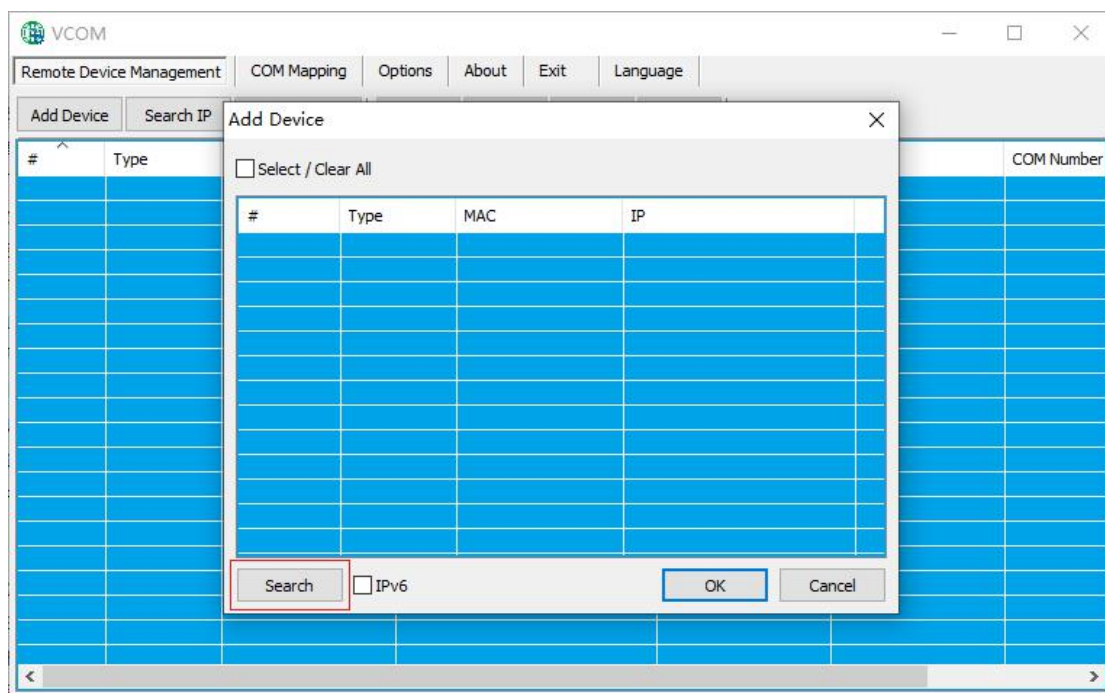 VCOM
Remote Device Management COM Mapping Options About Exit Language
Add Device Search IP
Add Device
# Type COM Number
Select / Clear All
# Type MAC IP
Search IPv6 OK Cancel